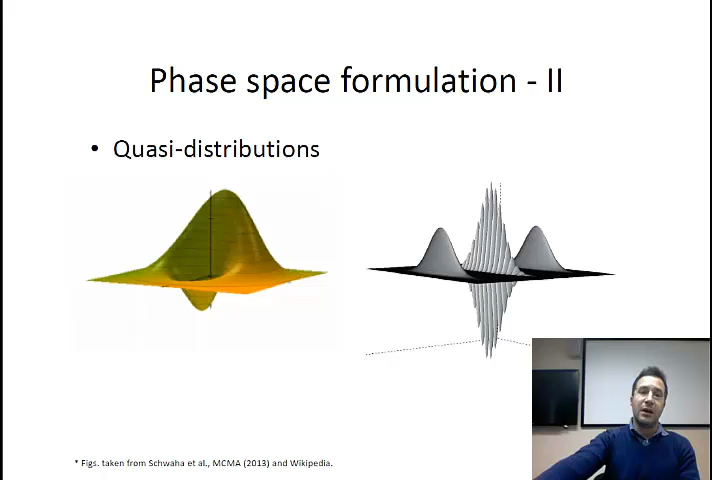 Phase space formulation - II
• Quasi-distributions
* Figs. taken from Schwaha et al., MCMA (2013) and Wikipedia.